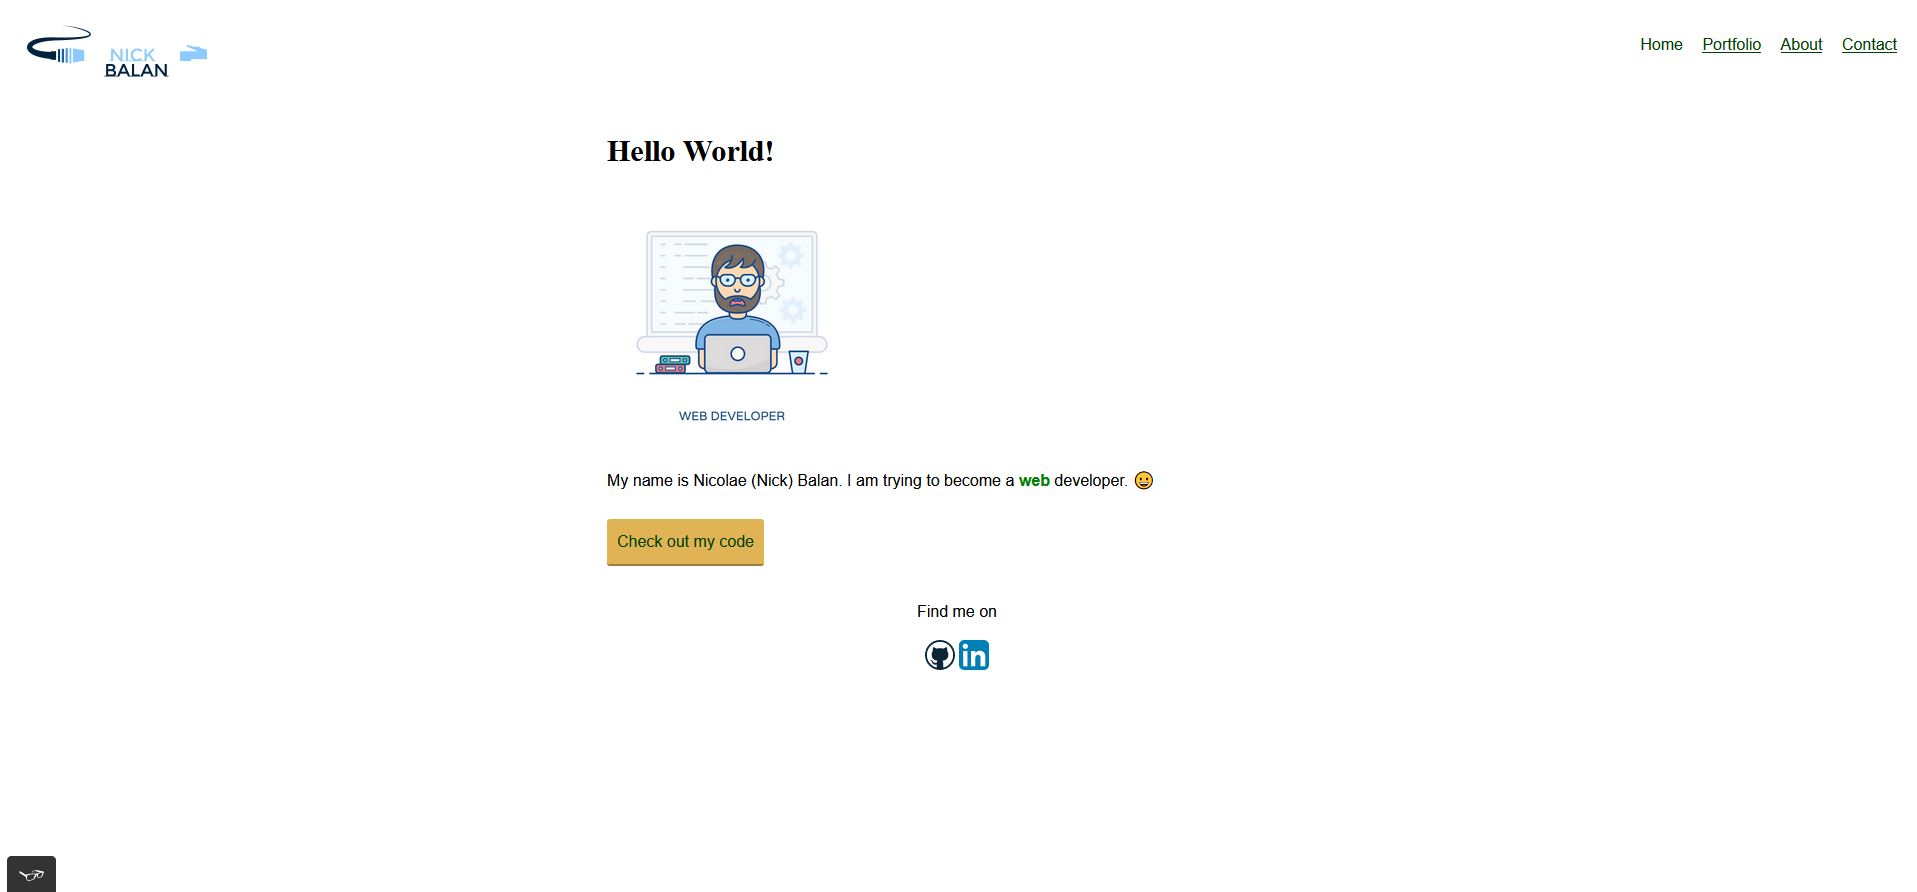 NICK
BALAN
Home Portfolio About Contact
Hello World!
WEB DEVELOPER
My name is Nicolae (Nick) Balan. I am trying to become a web developer. 😀
Check out my code
Find me on
in